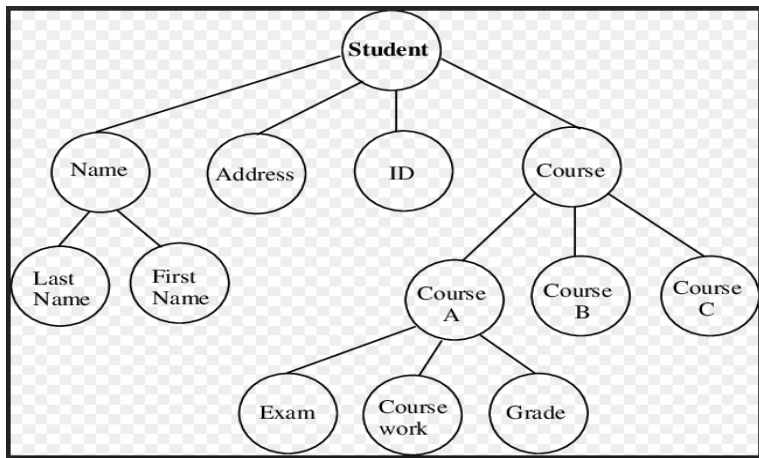 Student
Name
Address
ID
Course
Last
Name
First
Name
Course
A
Course
B
Course
C
Exam
Course
work
Grade